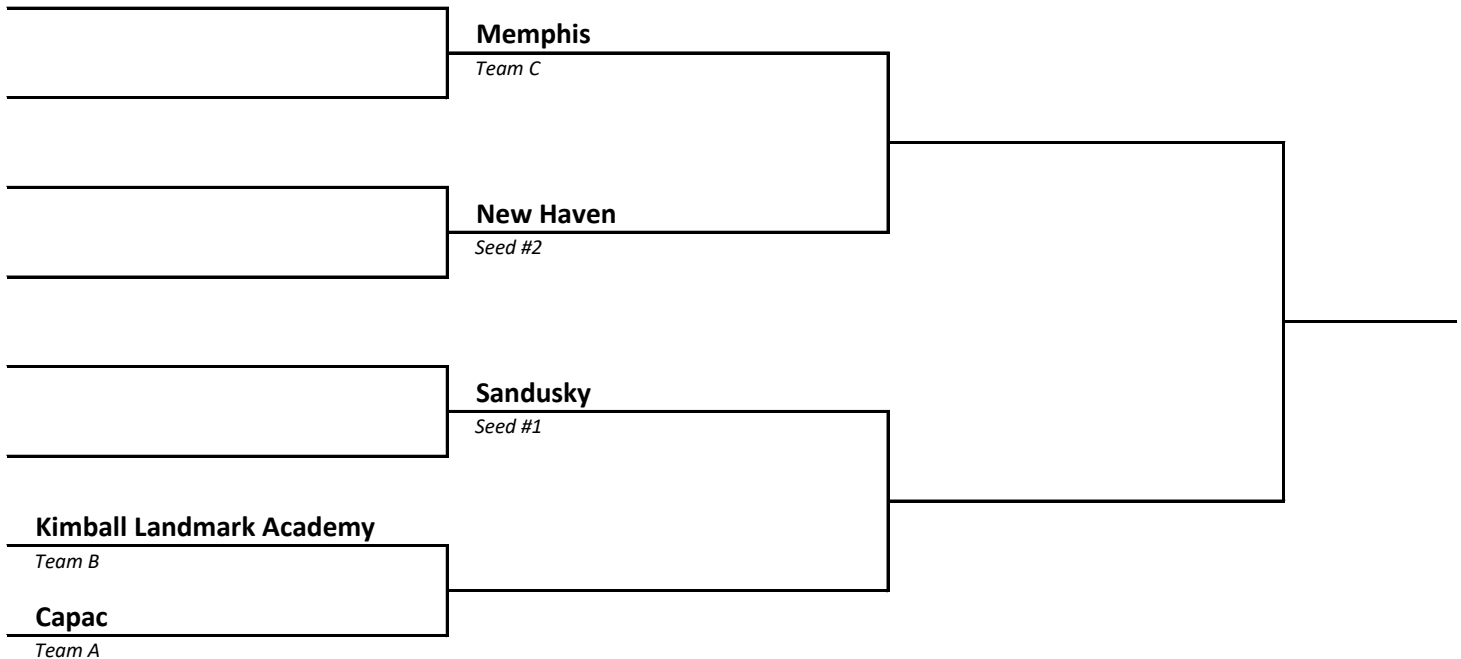 Memphis
Team C
New Haven
Seed #2
Sandusky
Seed #1
Kimball Landmark Academy
Team B
Capac
Team A